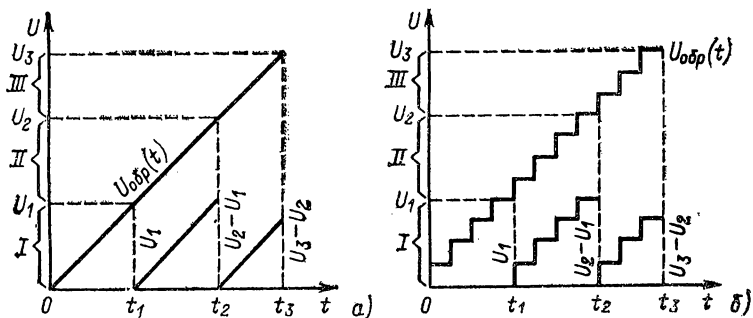 U
U₃
III
U₂
II
U₁
I
0
Uобр(t)
U₁
U₂–U₁
U₃–U₂
t₁
t₂
t₃
t
а)
U
U₃
III
U₂
II
U₁
I
0
Uобр(t)
U₁
U₂–U₁
U₃–U₂
t₁
t₂
t₃
t
б)